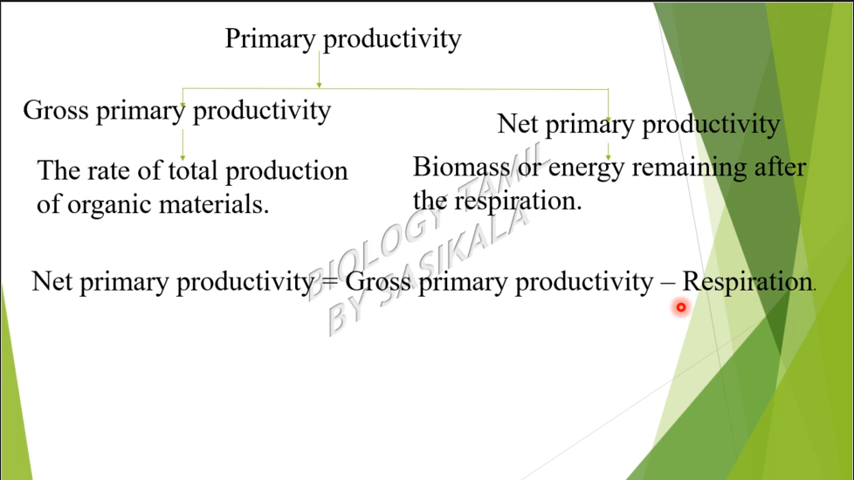 Primary productivity
Gross primary productivity
Net primary productivity
The rate of total production
of organic materials.
Biomass or energy remaining after
the respiration.
BIOLOGY TAMIL
BY SASIKALA
Net primary productivity = Gross primary productivity – Respiration.